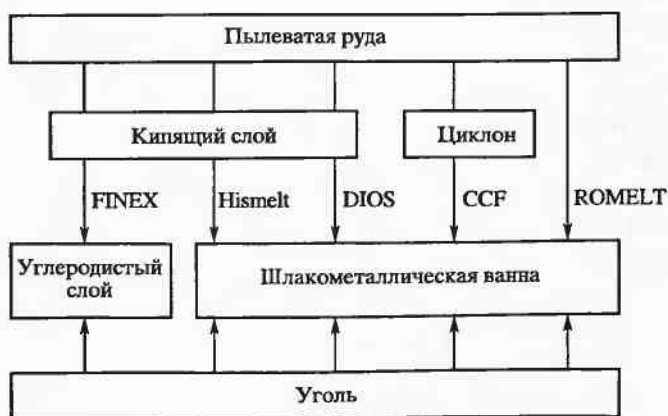 Пылеватая руда
Кипящий слой
Циклон
FINEX Hismelt DIOS CCF ROMELT
Углеродистый
слой
Шлакометаллическая ванна
Уголь